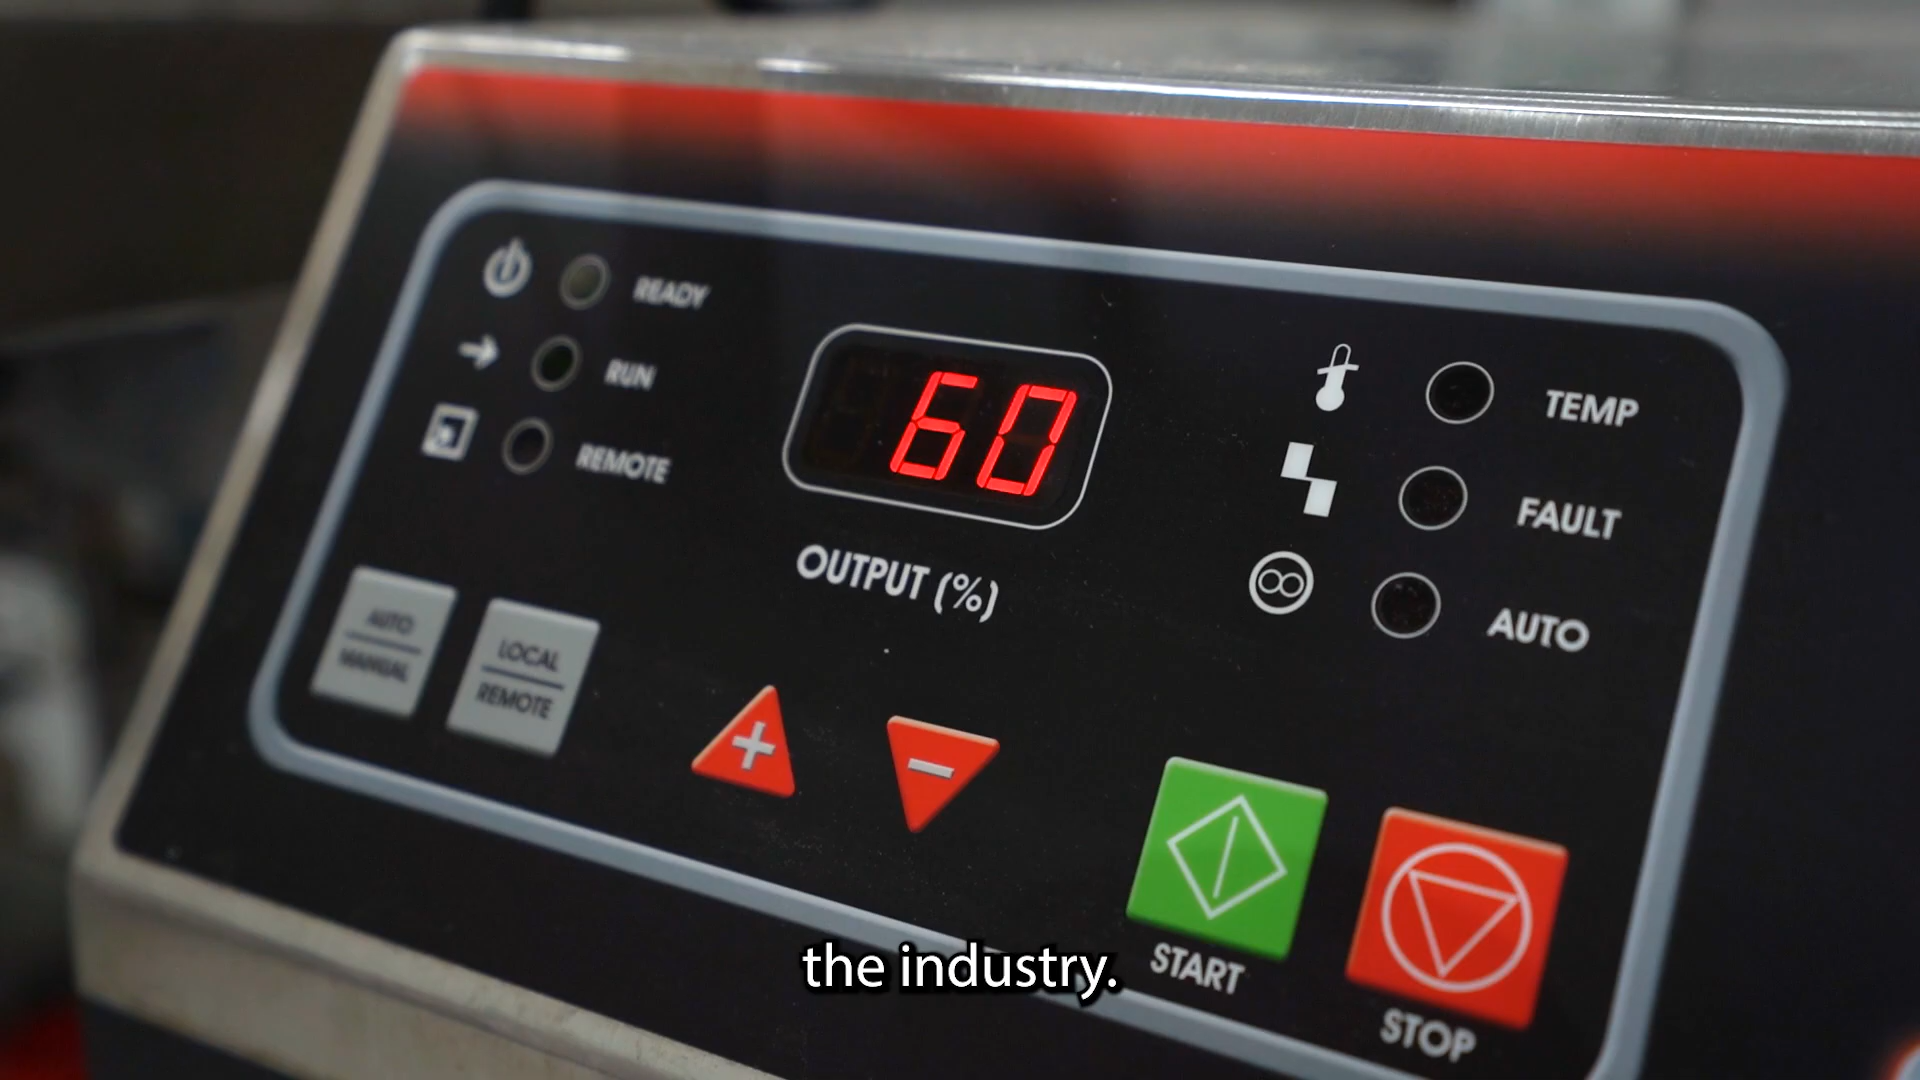 READY
RUN
REMOTE
60
OUTPUT (%)
TEMP
FAULT
AUTO
AUTO
MANUAL
LOCAL
REMOTE
+
-
START
STOP
the industry.